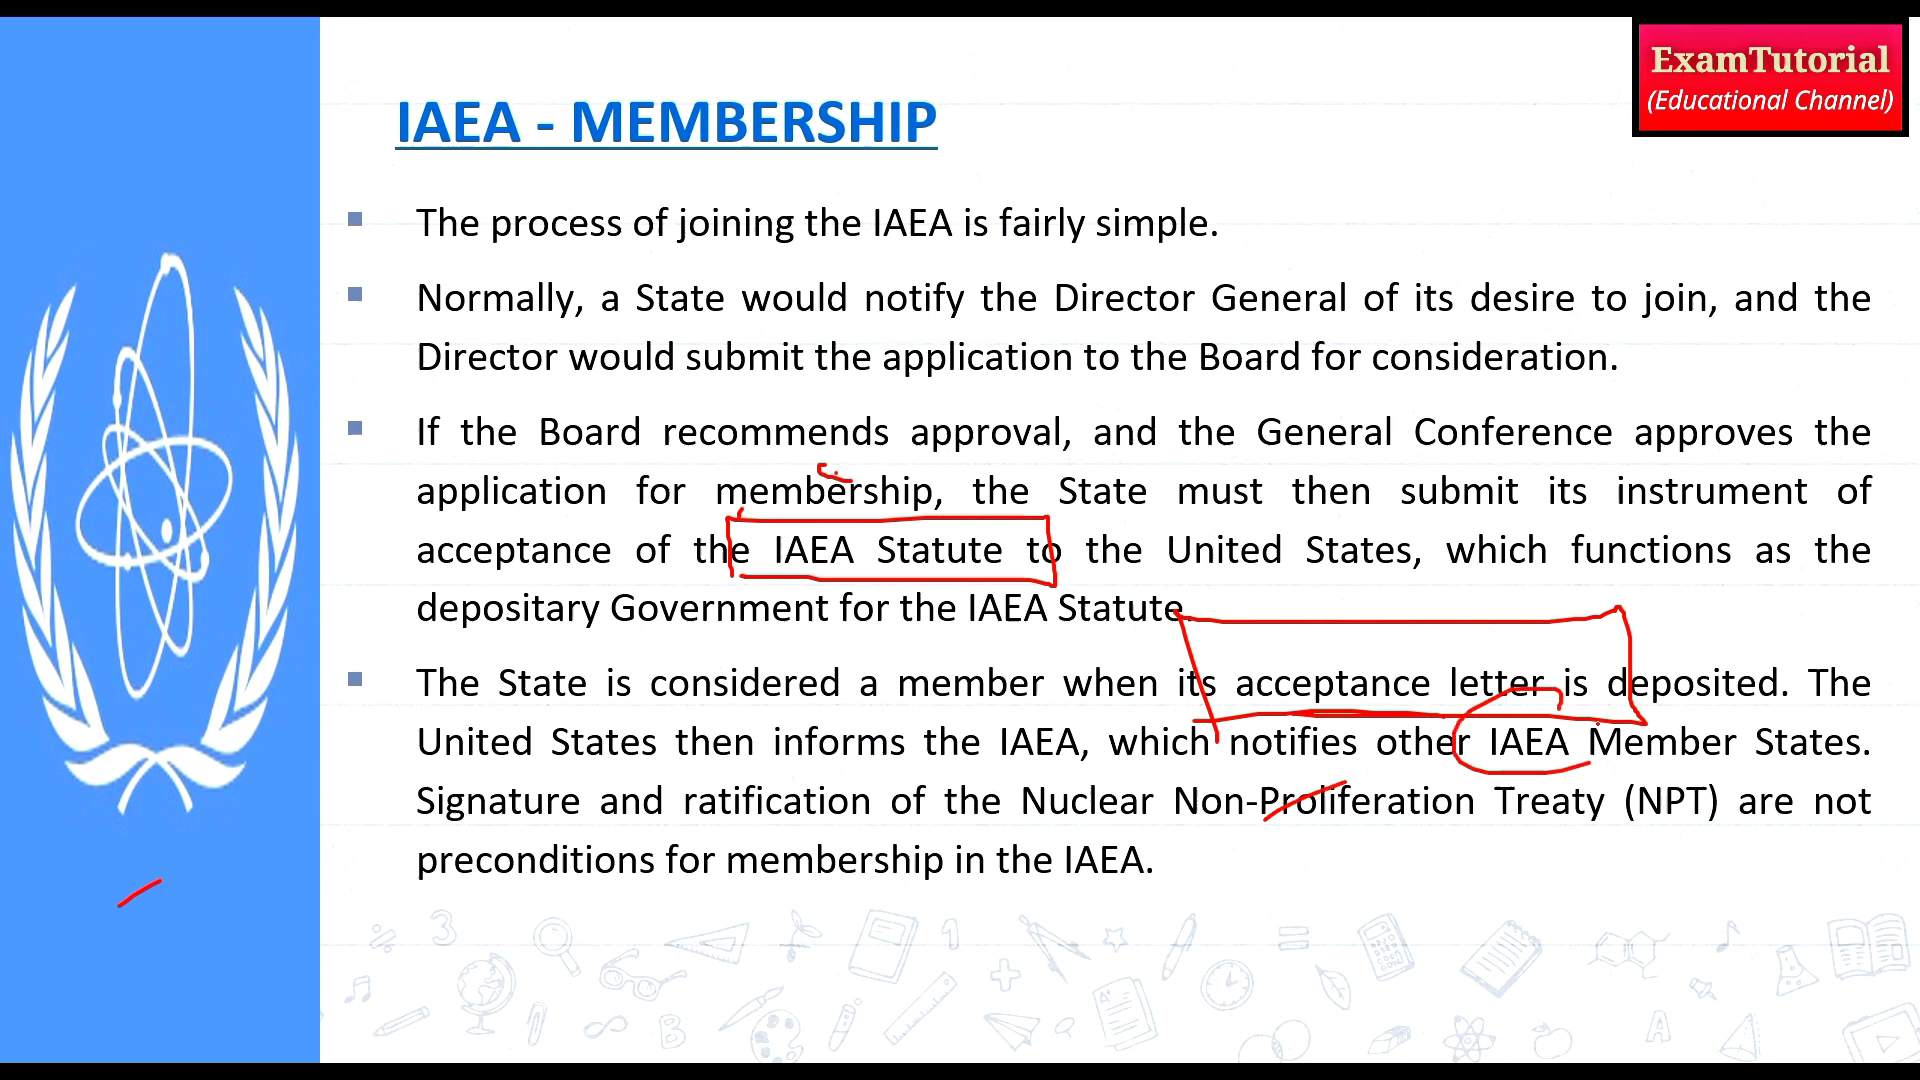 ExamTutorial
(Educational Channel)
IAEA - MEMBERSHIP
The process of joining the IAEA is fairly simple.
Normally, a State would notify the Director General of its desire to join, and the
Director would submit the application to the Board for consideration.
If the Board recommends approval, and the General Conference approves the
application for membership, the State must then submit its instrument of
acceptance of the IAEA Statute to the United States, which functions as the
depositary Government for the IAEA Statute.
The State is considered a member when its acceptance letter is deposited. The
United States then informs the IAEA, which notifies other IAEA Member States.
Signature and ratification of the Nuclear Non-Proliferation Treaty (NPT) are not
preconditions for membership in the IAEA.